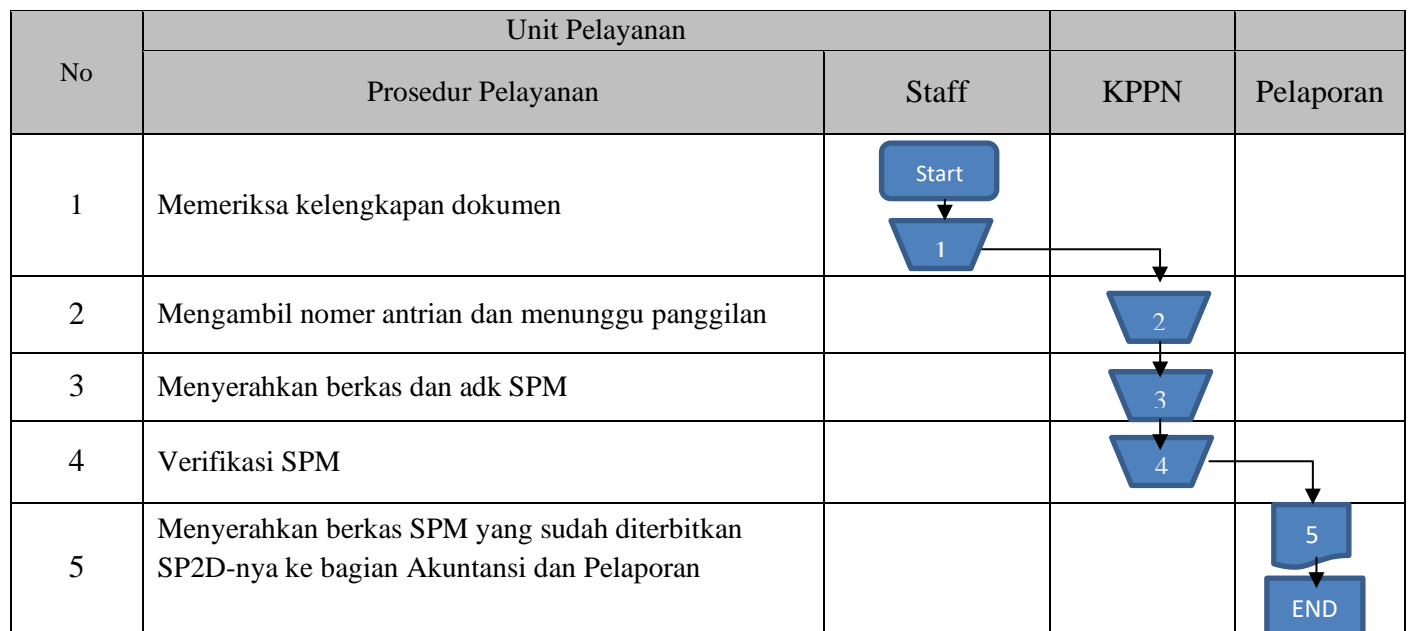 Unit Pelayanan
No
Prosedur Pelayanan
Staff
KPPN
Pelaporan
1
Memeriksa kelengkapan dokumen
Start
1
2
Mengambil nomer antrian dan menunggu panggilan
2
3
Menyerahkan berkas dan adk SPM
3
4
Verifikasi SPM
4
5
Menyerahkan berkas SPM yang sudah diterbitkan
SP2D-nya ke bagian Akuntansi dan Pelaporan
5
END